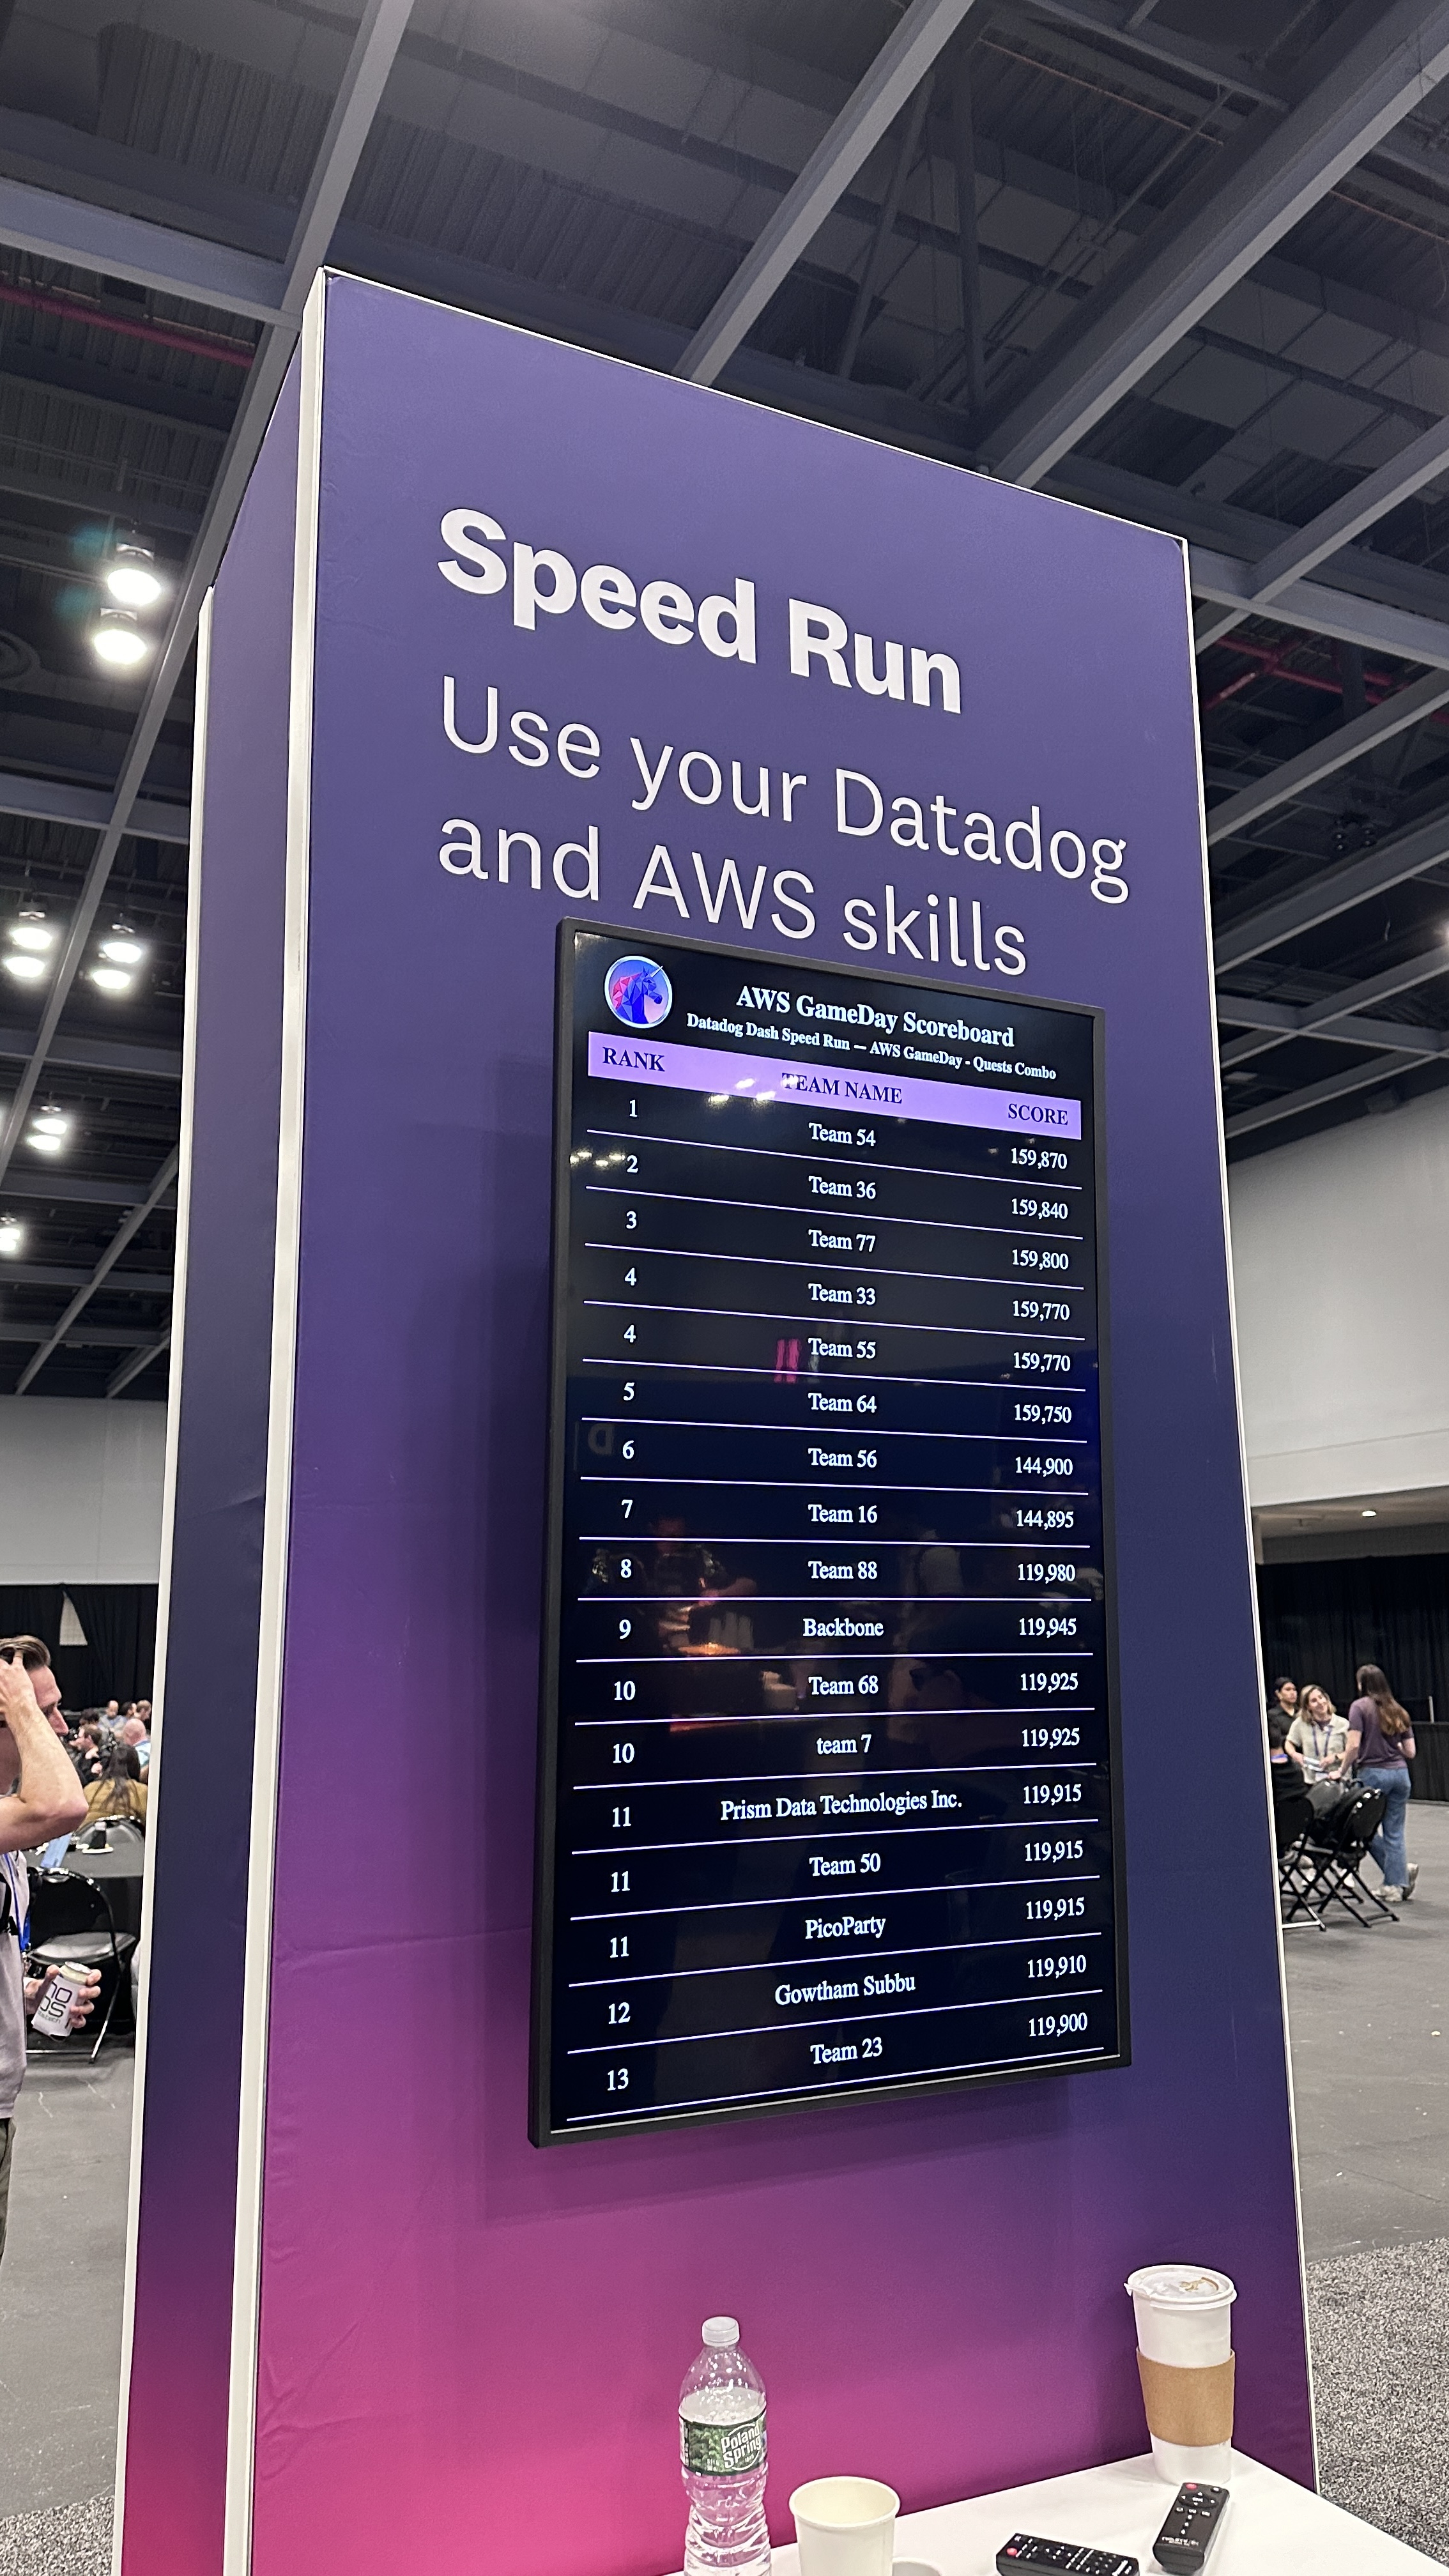 Speed Run
Use your Datadog
and AWS skills
AWS GameDay Scoreboard
Datadog Dash Speed Run — AWS GameDay - Quests Combo
RANK TEAM NAME SCORE
1 Team 54 159,870
2 Team 36 159,840
3 Team 77 159,800
4 Team 33 159,770
4 Team 55 159,770
5 Team 64 159,750
6 Team 56 144,900
7 Team 16 144,895
8 Team 88 119,980
9 Backbone 119,945
10 Team 68 119,925
10 team 7 119,925
11 Prism Data Technologies Inc. 119,915
11 Team 50 119,915
11 PicoParty 119,915
12 Gowtham Subbu 119,910
13 Team 23 119,900
Poland
Spring